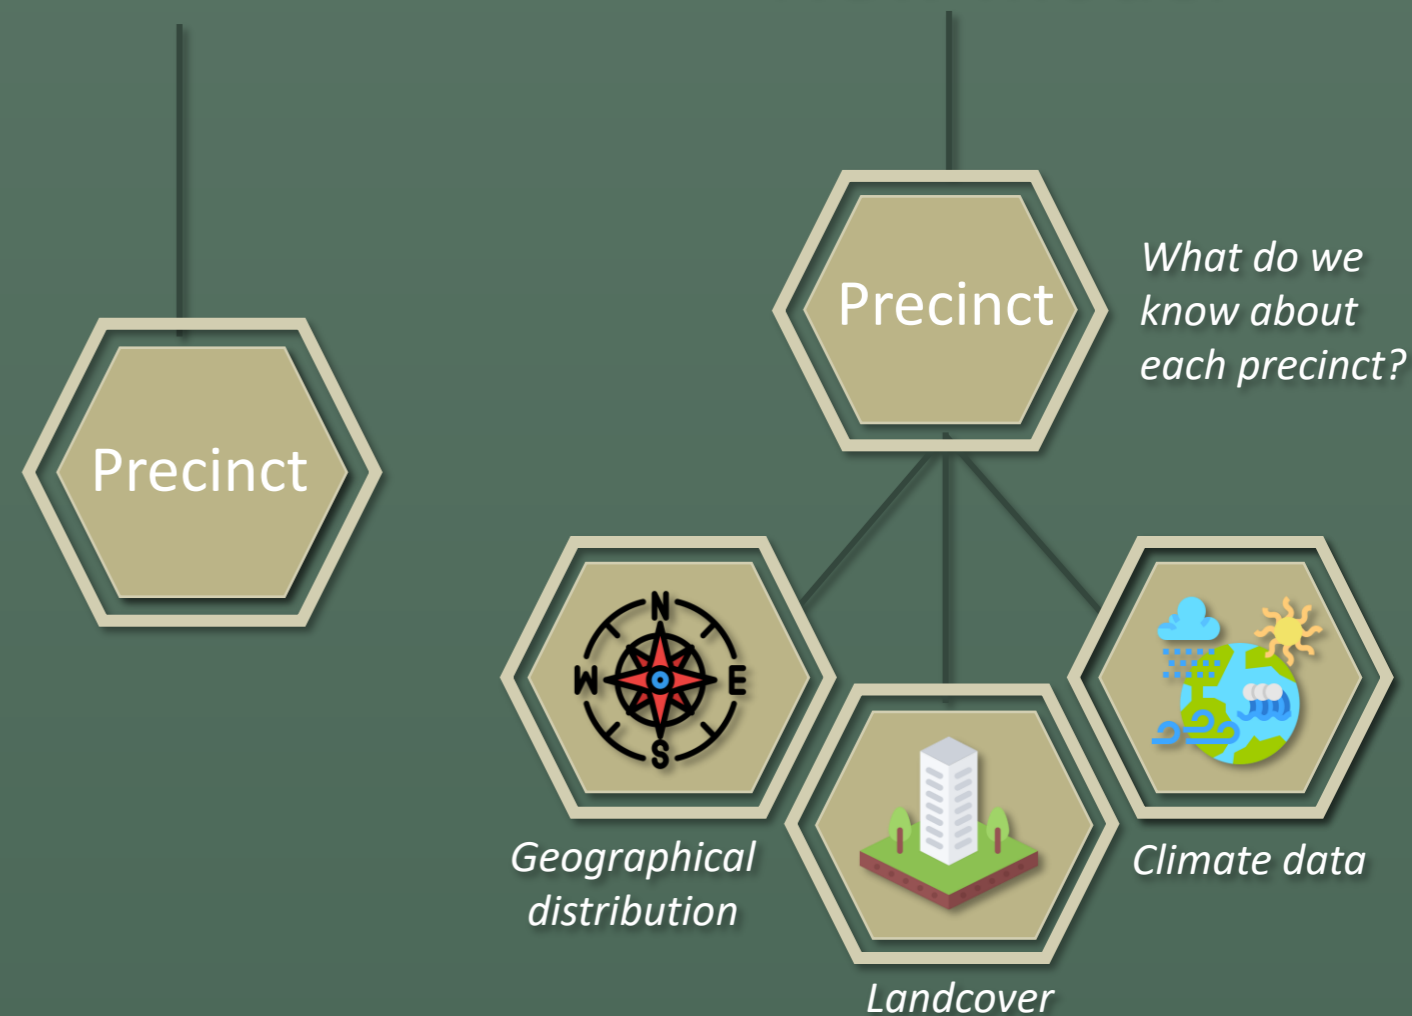 Precinct
Precinct
What do we
know about
each precinct?
N
W
E
S
Geographical
distribution
Landcover
Climate data